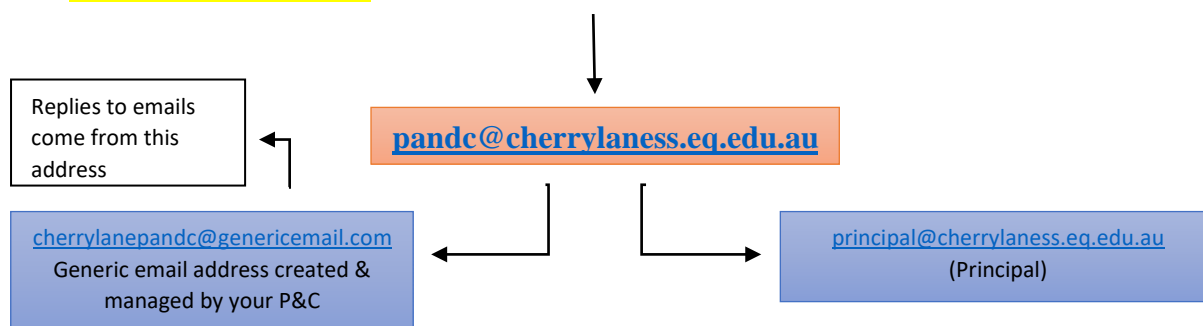 Replies to emails
come from this
address
pandc@cherrylaness.eq.edu.au
cherrylanepandc@genericemail.com
Generic email address created &
managed by your P&C
principal@cherrylaness.eq.edu.au
(Principal)